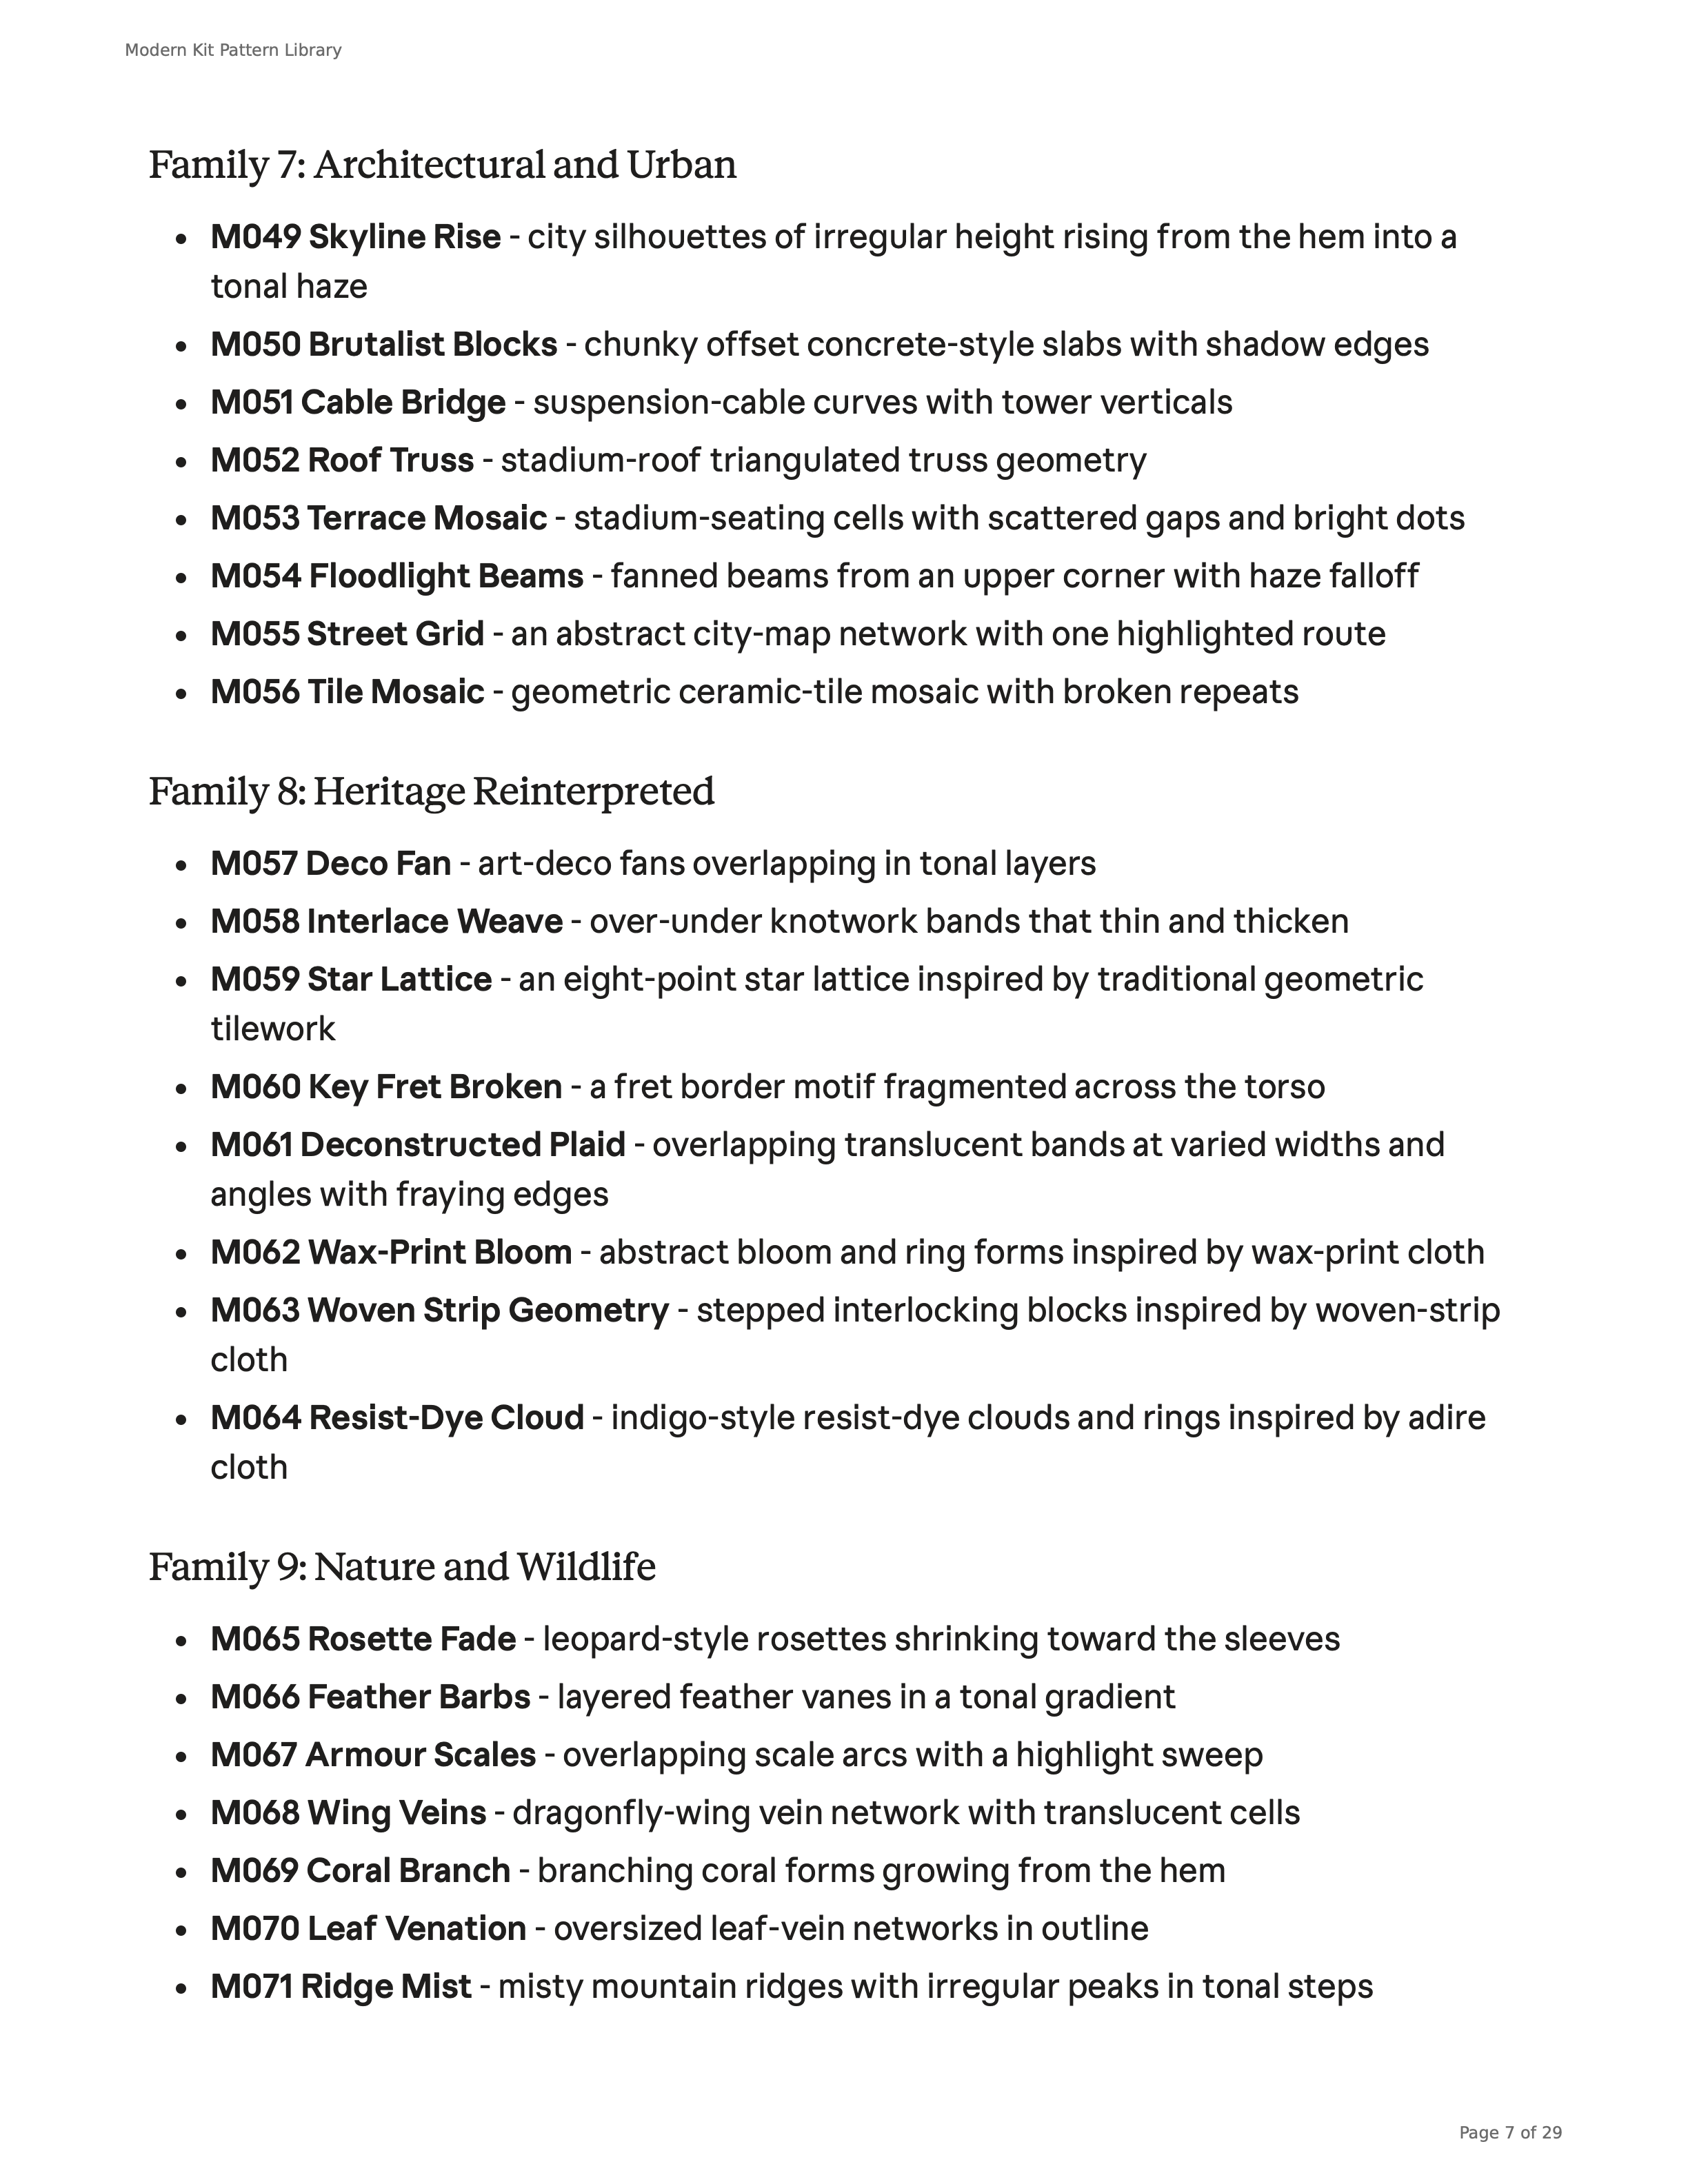 Modern Kit Pattern Library
Family 7: Architectural and Urban
• M049 Skyline Rise - city silhouettes of irregular height rising from the hem into a
tonal haze
• M050 Brutalist Blocks - chunky offset concrete-style slabs with shadow edges
• M051 Cable Bridge - suspension-cable curves with tower verticals
• M052 Roof Truss - stadium-roof triangulated truss geometry
• M053 Terrace Mosaic - stadium-seating cells with scattered gaps and bright dots
• M054 Floodlight Beams - fanned beams from an upper corner with haze falloff
• M055 Street Grid - an abstract city-map network with one highlighted route
• M056 Tile Mosaic - geometric ceramic-tile mosaic with broken repeats
Family 8: Heritage Reinterpreted
• M057 Deco Fan - art-deco fans overlapping in tonal layers
• M058 Interlace Weave - over-under knotwork bands that thin and thicken
• M059 Star Lattice - an eight-point star lattice inspired by traditional geometric
tilework
• M060 Key Fret Broken - a fret border motif fragmented across the torso
• M061 Deconstructed Plaid - overlapping translucent bands at varied widths and
angles with fraying edges
• M062 Wax-Print Bloom - abstract bloom and ring forms inspired by wax-print cloth
• M063 Woven Strip Geometry - stepped interlocking blocks inspired by woven-strip
cloth
• M064 Resist-Dye Cloud - indigo-style resist-dye clouds and rings inspired by adire
cloth
Family 9: Nature and Wildlife
• M065 Rosette Fade - leopard-style rosettes shrinking toward the sleeves
• M066 Feather Barbs - layered feather vanes in a tonal gradient
• M067 Armour Scales - overlapping scale arcs with a highlight sweep
• M068 Wing Veins - dragonfly-wing vein network with translucent cells
• M069 Coral Branch - branching coral forms growing from the hem
• M070 Leaf Venation - oversized leaf-vein networks in outline
• M071 Ridge Mist - misty mountain ridges with irregular peaks in tonal steps
Page 7 of 29